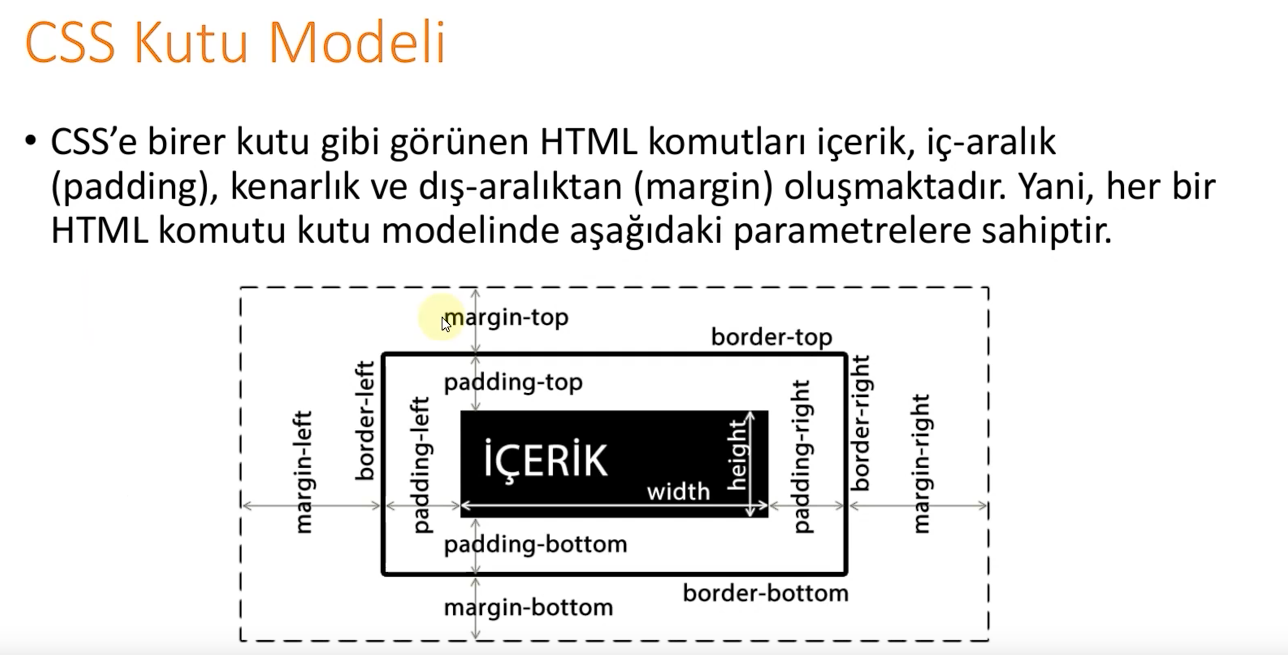 CSS Kutu Modeli
• CSS’e birer kutu gibi görünen HTML komutları içerik, iç-aralık
(padding), kenarlık ve dış-aralıktan (margin) oluşmaktadır. Yani, her bir
HTML komutu kutu modelinde aşağıdaki parametrelere sahiptir.
margin-top
border-top
padding-top
margin-left
border-left
padding-left
İÇERİK
width
height
padding-right
border-right
margin-right
padding-bottom
border-bottom
margin-bottom